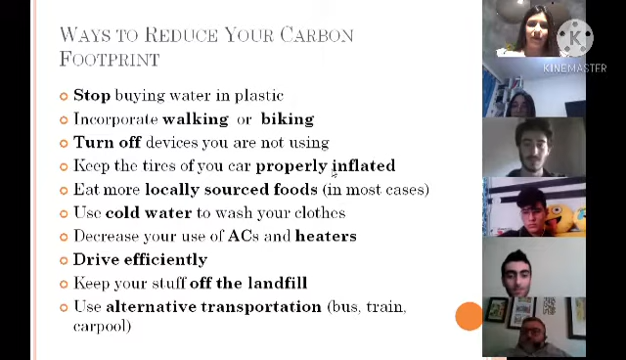 WAYS TO REDUCE YOUR CARBON
FOOTPRINT
Stop buying water in plastic
Incorporate walking or biking
Turn off devices you are not using
Keep the tires of you car properly inflated
Eat more locally sourced foods (in most cases)
Use cold water to wash your clothes
Decrease your use of ACs and heaters
Drive efficiently
Keep your stuff off the landfill
Use alternative transportation (bus, train,
carpool)
K
KINEMASTER